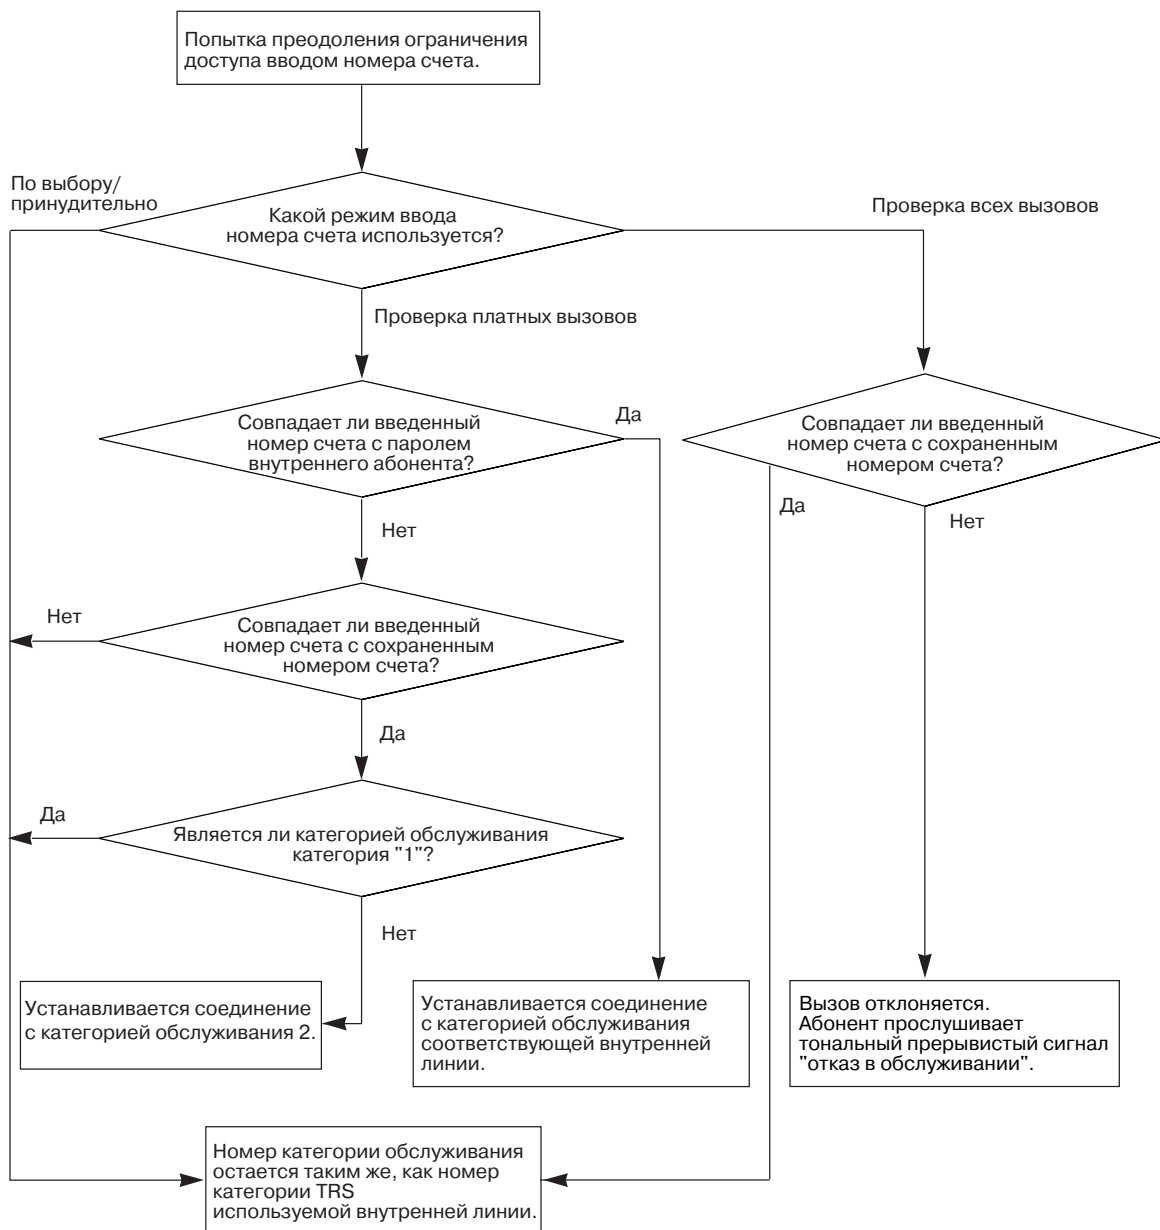 Попытка преодоления ограничения
доступа вводом номера счета.
По выбору/
принудительно
Какой режим ввода
номера счета используется?
Проверка всех вызовов
Проверка платных вызовов
Совпадает ли введенный
номер счета с паролем
внутреннего абонента?
Да
Совпадает ли введенный
номер счета с сохраненным
номером счета?
Да
Нет
Нет
Нет
Совпадает ли введенный
номер счета с сохраненным
номером счета?
Да
Да
Является ли категорией обслуживания
категория "1"?
Нет
Устанавливается соединение
с категорией обслуживания 2.
Устанавливается соединение
с категорией обслуживания
соответствующей внутренней
линии.
Вызов отклоняется.
Абонент прослушивает
тональный прерывистый сигнал
"отказ в обслуживании".
Номер категории обслуживания
остается таким же, как номер
категории TRS
используемой внутренней линии.